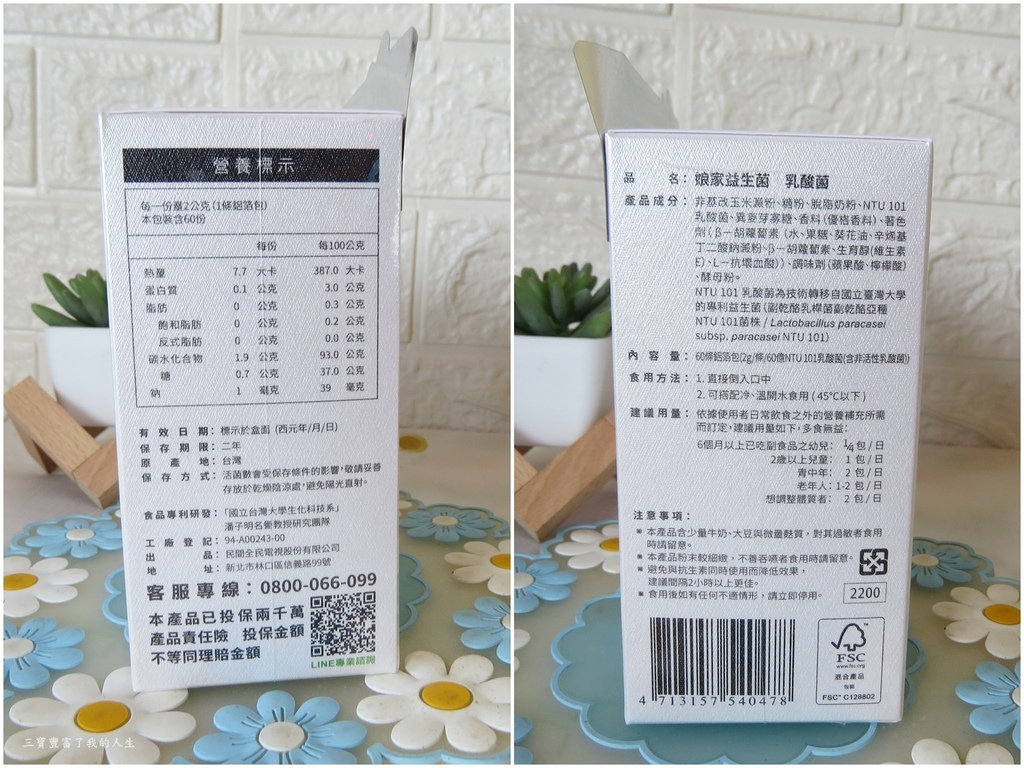 營養標示
每一份量2公克(1條鋁箔包)
本包裝含60份
每份 每100公克
熱量 7.7 大卡 387.0 大卡
蛋白質 0.1 公克 3.0 公克
脂肪 0 公克 0.3 公克
飽和脂肪 0 公克 0.2 公克
反式脂肪 0 公克 0.0 公克
碳水化合物 1.9 公克 93.0 公克
糖 0.7 公克 37.0 公克
鈉 1 毫克 39 毫克
有效日期：標示於盒面 (西元年/月/日)
保存期限：二年
原產地：台灣
保存方式：活菌數會受保存條件的影響，敬請妥善
存放於乾燥陰涼處，避免陽光直射。
食品專利研發：「國立台灣大學生化科技系」
潘子明名譽教授研究團隊
工廠登記：94-A00243-00
出品：民間全民電視股份有限公司
地址：新北市林口區信義路99號
客服專線：0800-066-099
本產品已投保兩千萬
產品責任險 投保金額
不等同理賠金額
LINE專業諮詢
三寶豐富了我的人生
品名：娘家益生菌 乳酸菌
產品成分：非基改玉米澱粉、糖粉、脫脂奶粉、NTU 101
乳酸菌、異麥芽寡糖、香料 (優格香料)、著色
劑 (β－胡蘿蔔素 (水、果糖、葵花油、辛烯基
丁二酸鈉澱粉、β－胡蘿蔔素、生育醇(維生素
E)、L－抗壞血酸))、調味劑 (蘋果酸、檸檬酸)
、酵母粉。
NTU 101 乳酸菌為技術轉移自國立臺灣大學
的專利益生菌 (副乾酪乳桿菌副乾酪亞種
NTU 101菌株 / Lactobacillus paracasei
subsp. paracasei NTU 101)
內容量：60條鋁箔包(2g/條/60億NTU 101乳酸菌(含非活性乳酸菌))
食用方法：1. 直接倒入口中
2. 可搭配冷、溫開水食用 (45°C以下)
建議用量：依據使用者日常飲食之外的營養補充所需
而訂定，建議用量如下，多食無益：
6個月以上已吃副食品之幼兒：¼ 包 / 日
2歲以上兒童：1 包 / 日
青中年：2 包 / 日
老年人：1-2 包 / 日
想調整體質者：2 包 / 日
注意事項：
本產品含少量牛奶、大豆與微量麩質，對其過敏者食用
時請留意。
本產品粉末較細緻，不善吞嚥者食用時請留意。
避免與抗生素同時使用而降低效果，
建議間隔2小時以上更佳。
食用後如有任何不適情形，請立即停用。
2200
4 713157 540478
FSC
www.fsc.org
混合產品
包裝
FSC™ C128802